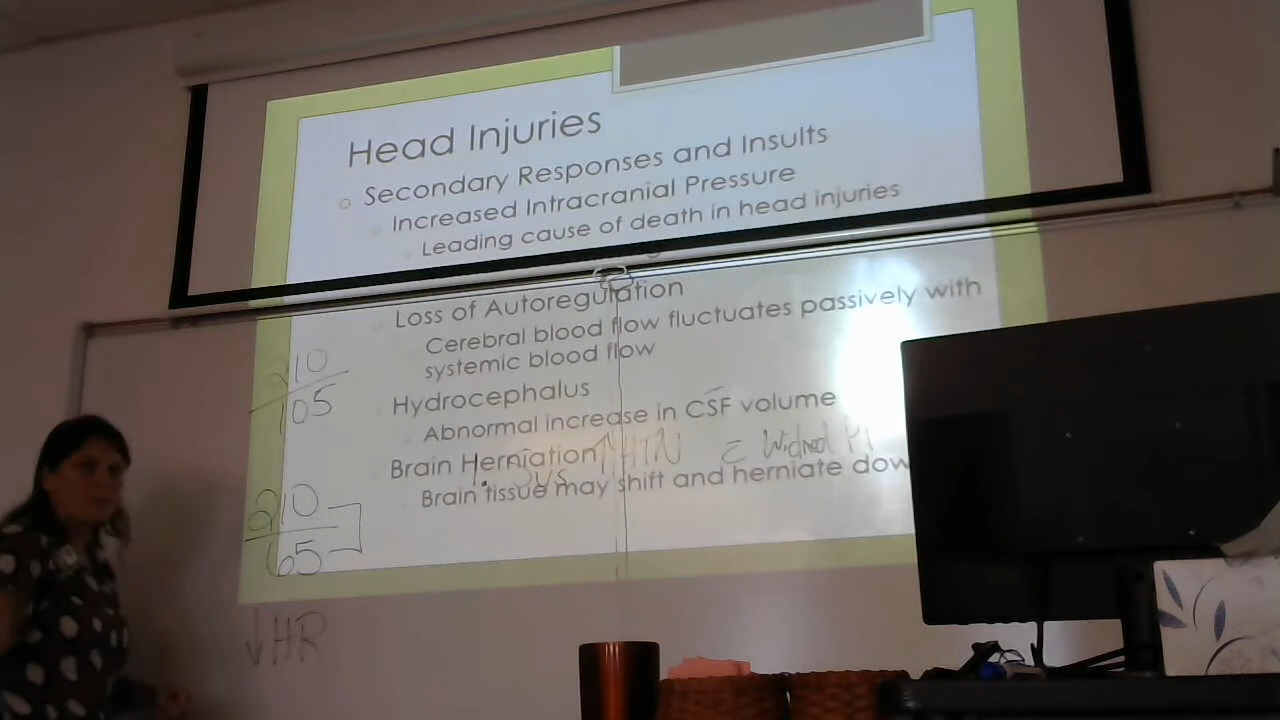 Head Injuries
Secondary Responses and Insults
Increased Intracranial Pressure
Leading cause of death in head injuries
Loss of Autoregulation
Cerebral blood flow fluctuates passively with
systemic blood flow
Hydrocephalus
Abnormal increase in CSF volume
Brain Herniation
Brain tissue may shift and herniate dow
210
105
1. sys ↑ HTN
210
65
↓ HR